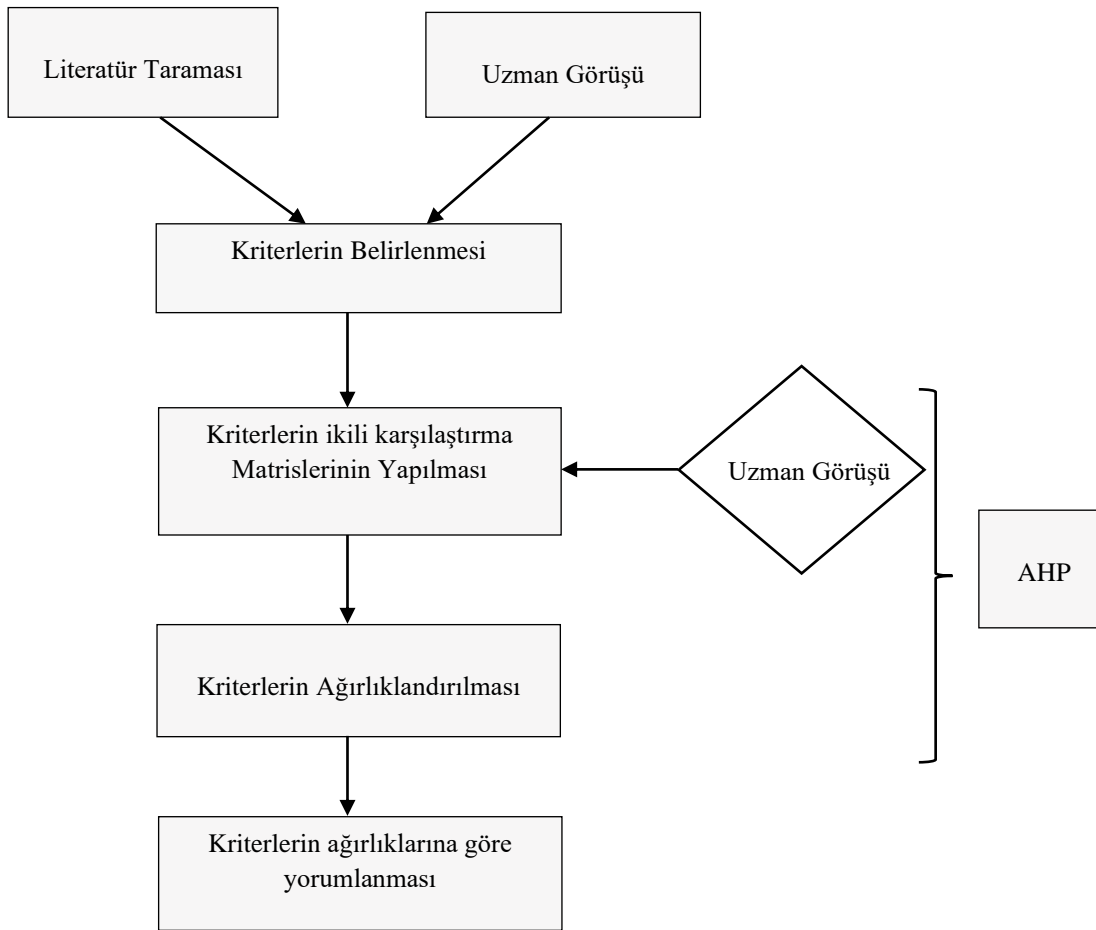 Literatür Taraması
Uzman Görüşü
Kriterlerin Belirlenmesi
Kriterlerin ikili karşılaştırma
Matrislerinin Yapılması
Uzman Görüşü
AHP
Kriterlerin Ağırlıklandırılması
Kriterlerin ağırlıklarına göre
yorumlanması